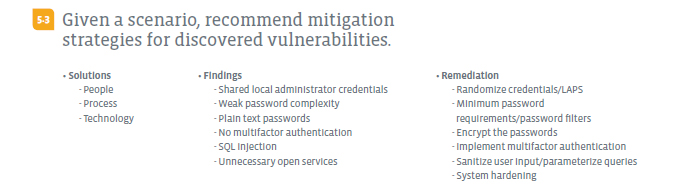 5-3 Given a scenario, recommend mitigation
strategies for discovered vulnerabilities.
• Solutions
- People
- Process
- Technology
• Findings
- Shared local administrator credentials
- Weak password complexity
- Plain text passwords
- No multifactor authentication
- SQL injection
- Unnecessary open services
• Remediation
- Randomize credentials/LAPS
- Minimum password
requirements/password filters
- Encrypt the passwords
- Implement multifactor authentication
- Sanitize user input/parameterize queries
- System hardening